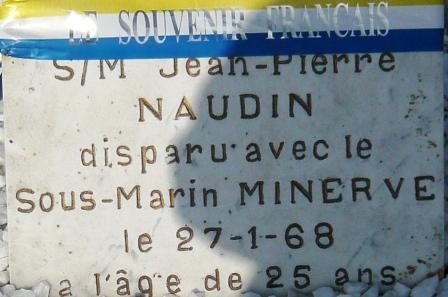 LE SOUVENIR FRANCAIS
S/M Jean-Pierre
NAUDIN
disparu avec le
Sous-Marin MINERVE
le 27-1-68
a l'âge de 25 ans